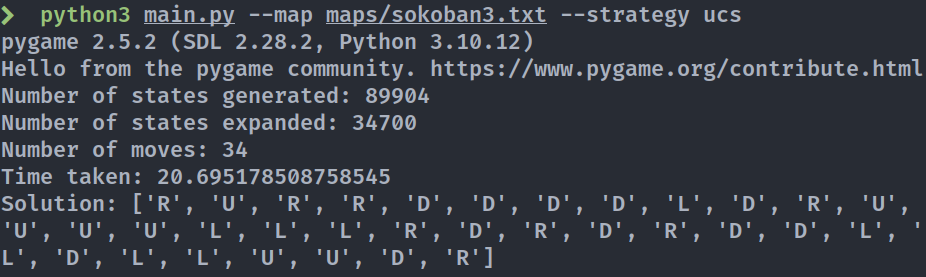 ❯ python3 main.py --map maps/sokoban3.txt --strategy ucs
pygame 2.5.2 (SDL 2.28.2, Python 3.10.12)
Hello from the pygame community. https://www.pygame.org/contribute.html
Number of states generated: 89904
Number of states expanded: 34700
Number of moves: 34
Time taken: 20.695178508758545
Solution: ['R', 'U', 'R', 'R', 'D', 'D', 'D', 'D', 'L', 'D', 'R', 'U',
'U', 'U', 'U', 'L', 'L', 'L', 'R', 'D', 'R', 'D', 'R', 'D', 'D', 'L', '
L', 'D', 'L', 'L', 'U', 'U', 'D', 'R']